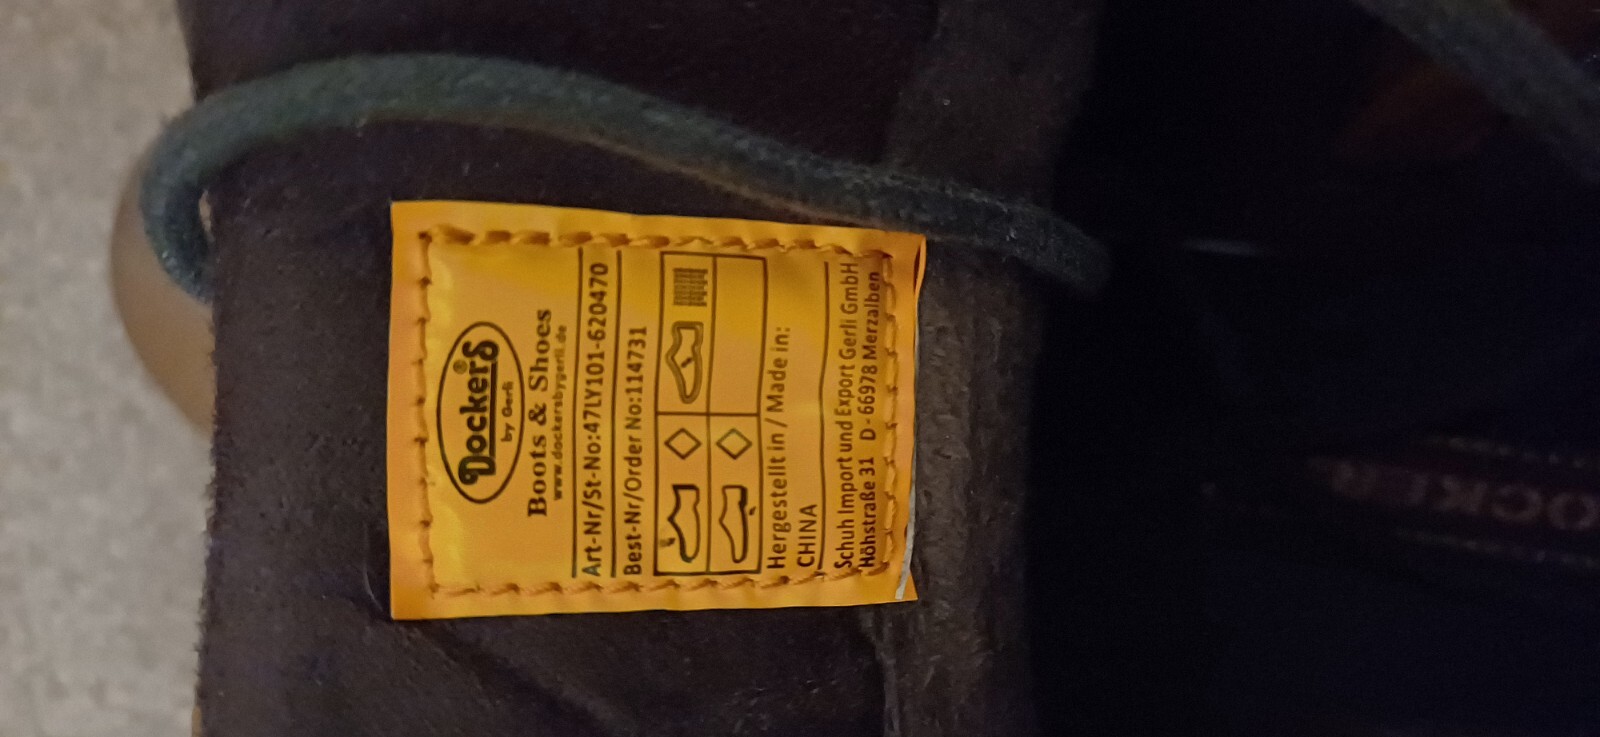 Dockers®
by Gerli
Boots & Shoes
www.dockersbygerli.de
Art-Nr/St-No:47LY101-620470
Best-Nr/Order No:114731
Hergestellt in / Made in:
CHINA
Schuh Import und Export Gerli GmbH
Höhstraße 31 D - 66978 Merzalben